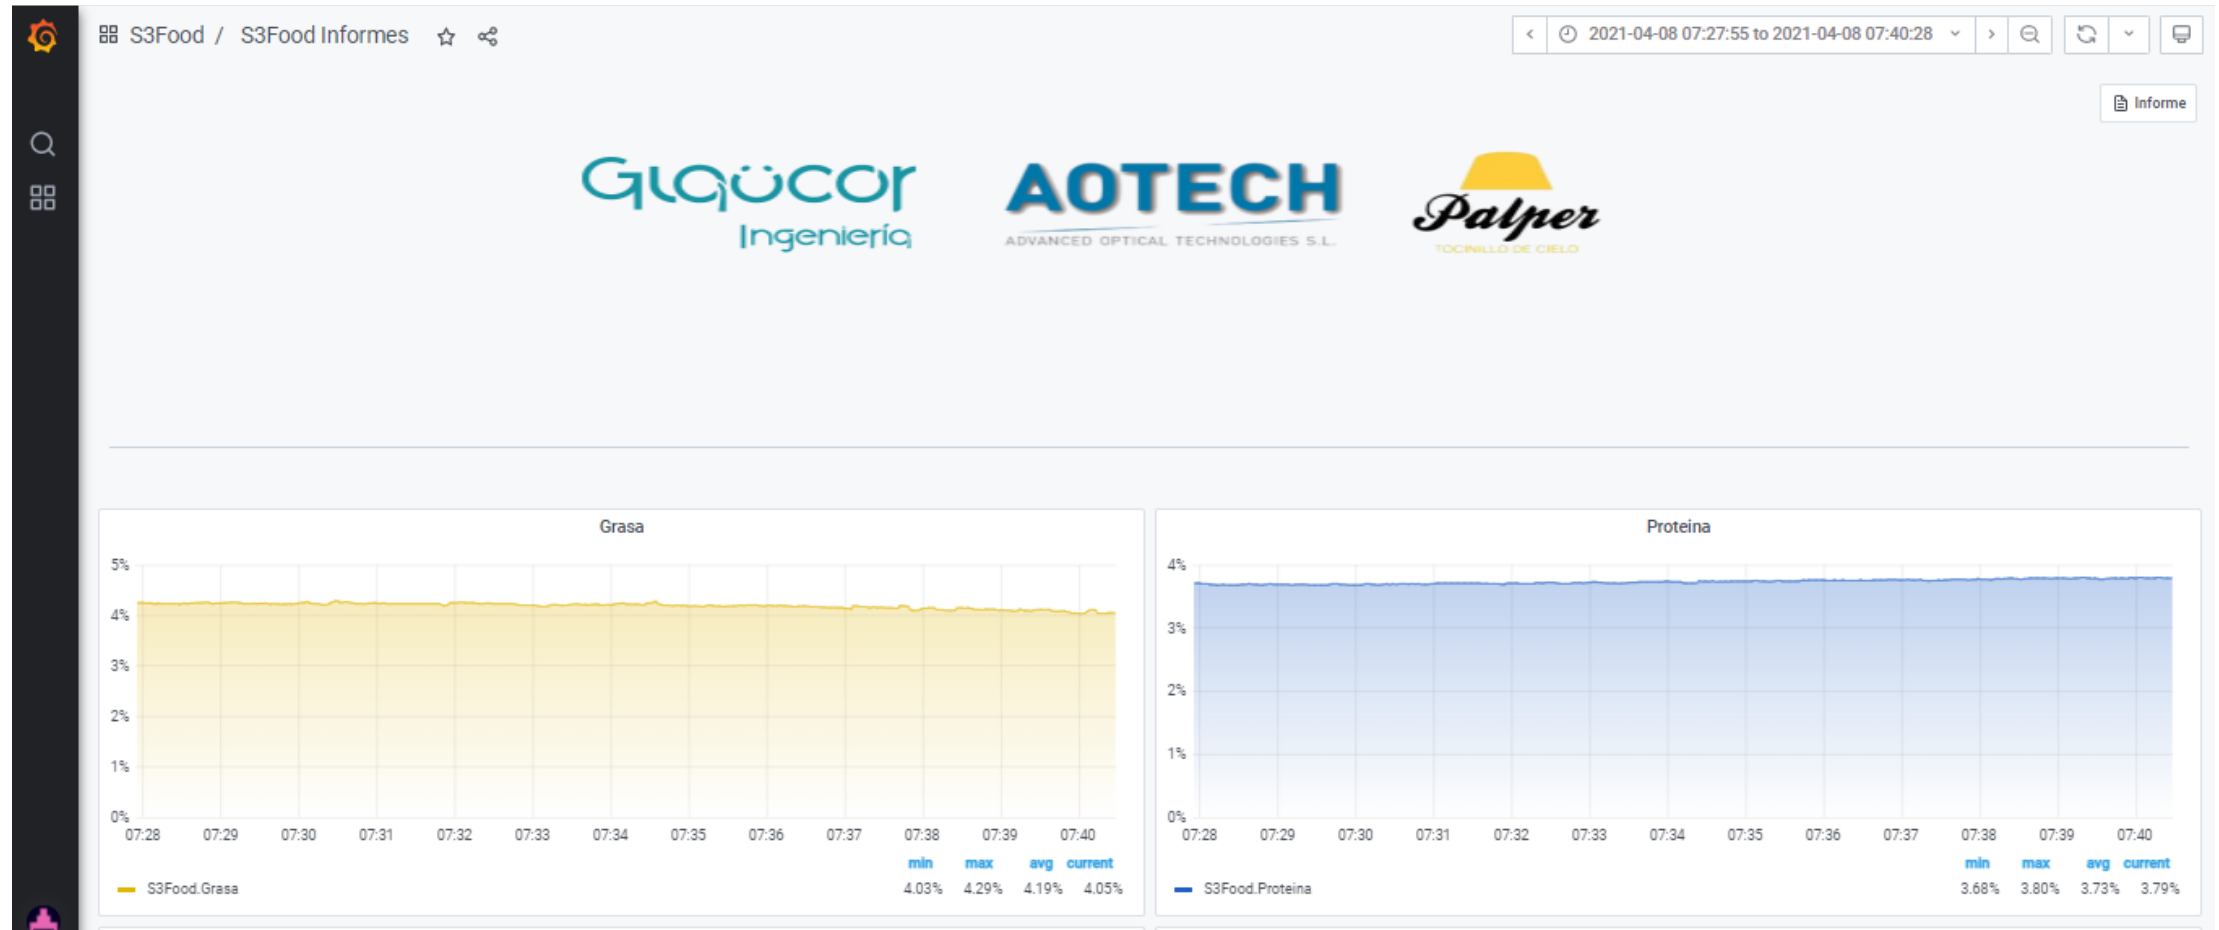 S3Food / S3Food Informes
2021-04-08 07:27:55 to 2021-04-08 07:40:28
Informe
Glaücor
Ingeniería
AOTECH
ADVANCED OPTICAL TECHNOLOGIES S.L.
Palper
TOCINILLO DE CIELO
Grasa
5%
4%
3%
2%
1%
0%
07:28 07:29 07:30 07:31 07:32 07:33 07:34 07:35 07:36 07:37 07:38 07:39 07:40
min max avg current
S3Food.Grasa 4.03% 4.29% 4.19% 4.05%
Proteina
4%
3%
2%
1%
0%
07:28 07:29 07:30 07:31 07:32 07:33 07:34 07:35 07:36 07:37 07:38 07:39 07:40
min max avg current
S3Food.Proteina 3.68% 3.80% 3.73% 3.79%